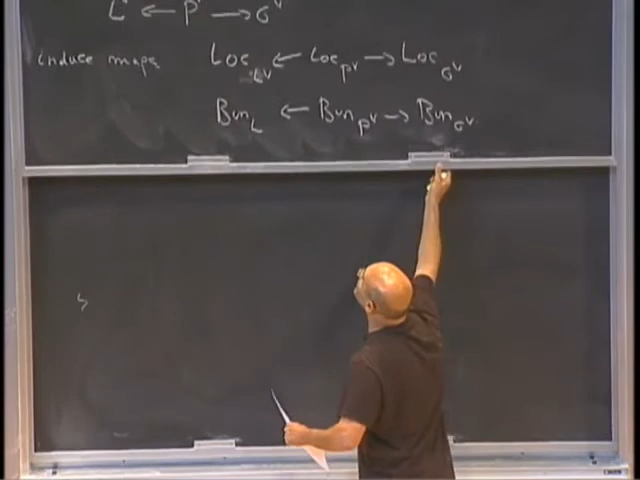 L ← P → G^v
induce maps Loc_{L^v} ← Loc_{P^v} → Loc_{G^v}
Bun_L ← Bun_{P^v} → Bun_{G^v}